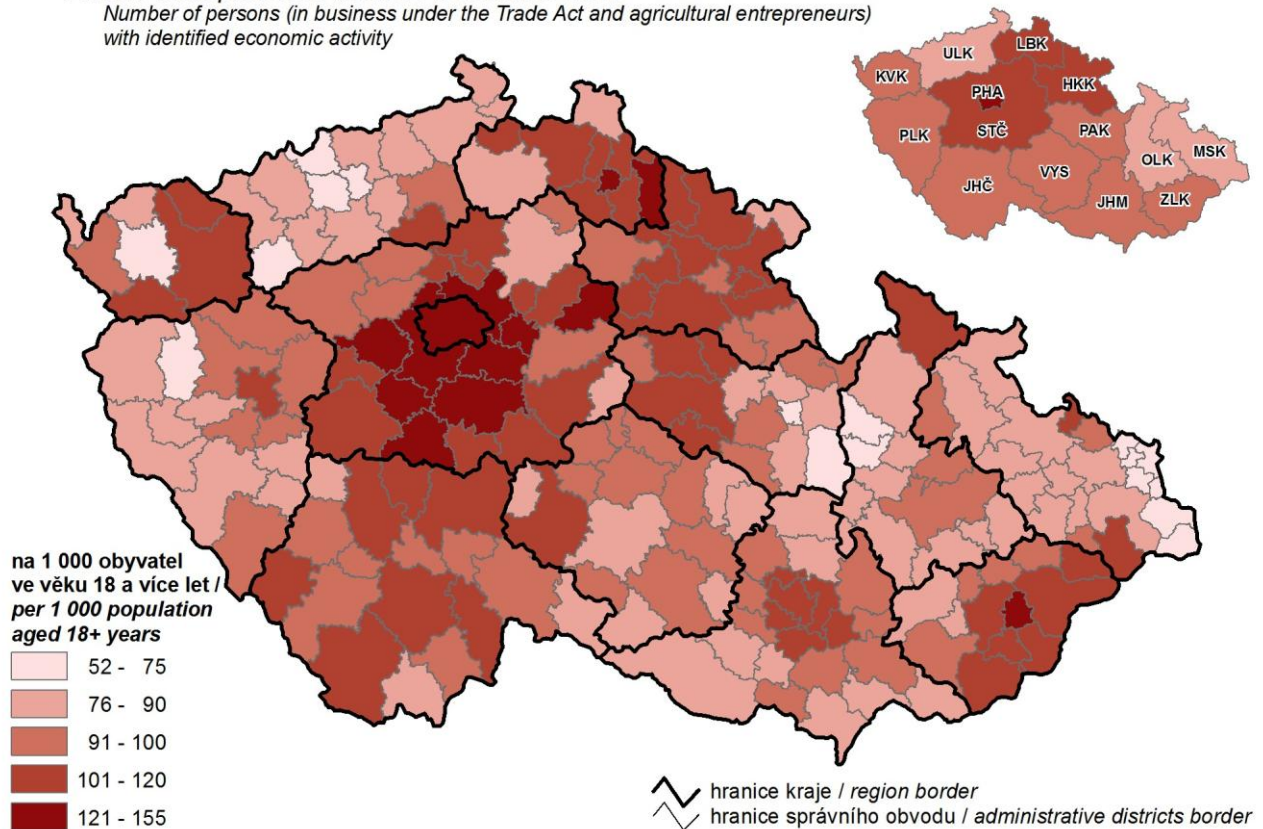 Number of persons (in business under the Trade Act and agricultural entrepreneurs)
with identified economic activity
ULK
LBK
KVK
PHA
HKK
PLK
STČ
PAK
OLK
MSK
JHČ
VYS
JHM
ZLK
na 1 000 obyvatel
ve věku 18 a více let /
per 1 000 population
aged 18+ years
52 - 75
76 - 90
91 - 100
101 - 120
121 - 155
hranice kraje / region border
hranice správního obvodu / administrative districts border